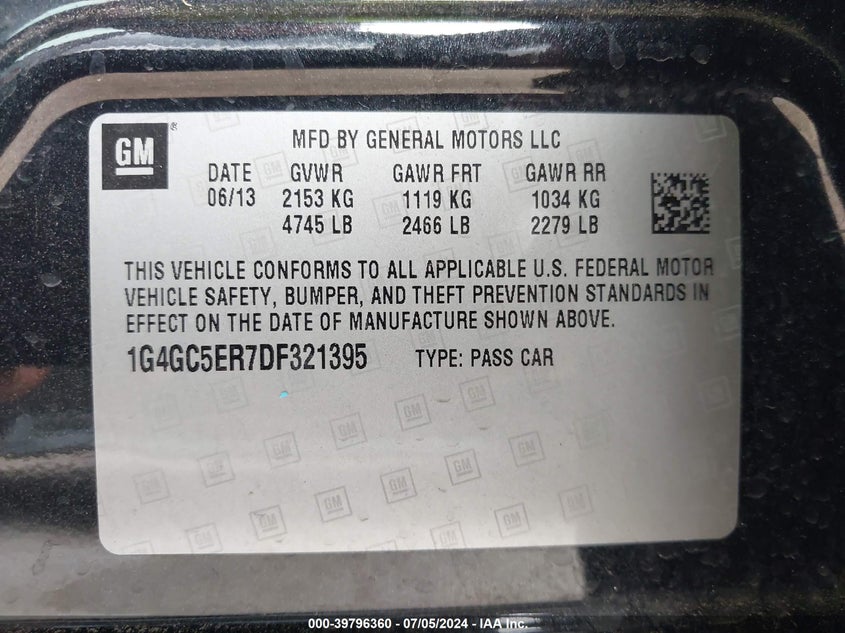 GM ®
MFD BY GENERAL MOTORS LLC
DATE GVWR GAWR FRT GAWR RR
06/13 2153 KG 1119 KG 1034 KG
4745 LB 2466 LB 2279 LB
THIS VEHICLE CONFORMS TO ALL APPLICABLE U.S. FEDERAL MOTOR
VEHICLE SAFETY, BUMPER, AND THEFT PREVENTION STANDARDS IN
EFFECT ON THE DATE OF MANUFACTURE SHOWN ABOVE.
1G4GC5ER7DF321395 TYPE: PASS CAR
000-39796360 - 07/05/2024 - IAA Inc.